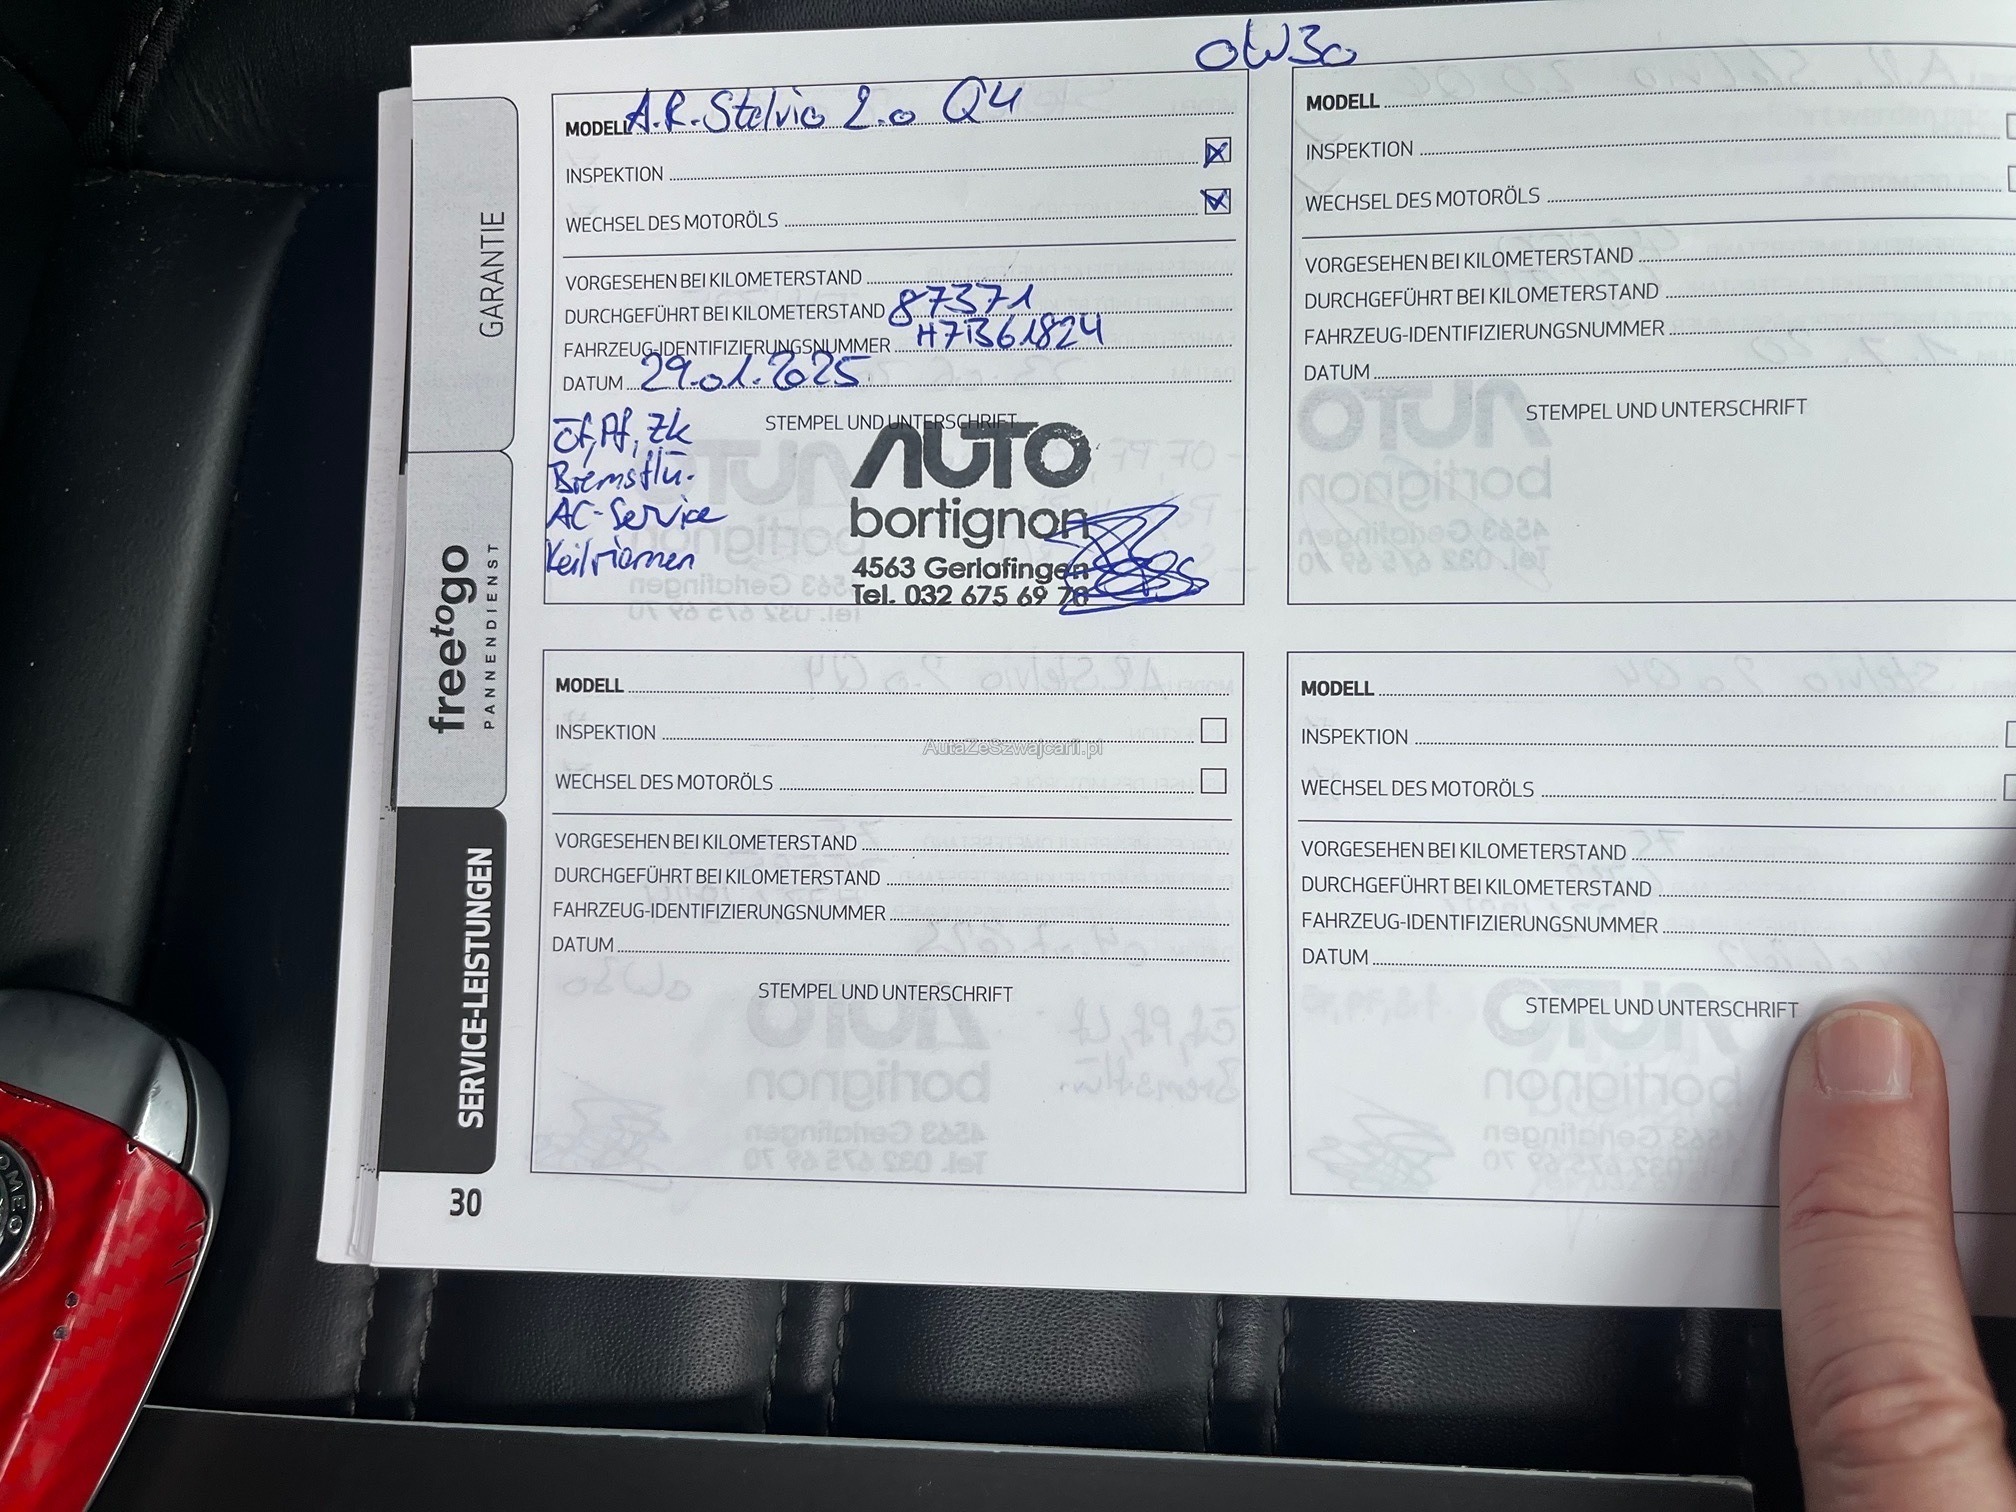 OW30
GARANTIE
freetogo
PANNENDIENST
SERVICE-LEISTUNGEN
30
MODELL A.R. Stelvio 2.0 Q4
INSPEKTION
WECHSEL DES MOTORÖLS
VORGESEHEN BEI KILOMETERSTAND
DURCHGEFÜHRT BEI KILOMETERSTAND 87371
FAHRZEUG-IDENTIFIZIERUNGSNUMMER H7B61824
DATUM 29.01.2025
STEMPEL UND UNTERSCHRIFT
Öf, Pf, Zk
Bremsflü.
AC-Service
Keilriemen
AUTO
bortignon
4563 Gerlafingen
Tel. 032 675 69 70
MODELL
INSPEKTION
WECHSEL DES MOTORÖLS
VORGESEHEN BEI KILOMETERSTAND
DURCHGEFÜHRT BEI KILOMETERSTAND
FAHRZEUG-IDENTIFIZIERUNGSNUMMER
DATUM
STEMPEL UND UNTERSCHRIFT
MODELL
INSPEKTION
WECHSEL DES MOTORÖLS
VORGESEHEN BEI KILOMETERSTAND
DURCHGEFÜHRT BEI KILOMETERSTAND
FAHRZEUG-IDENTIFIZIERUNGSNUMMER
DATUM
STEMPEL UND UNTERSCHRIFT
MODELL
INSPEKTION
WECHSEL DES MOTORÖLS
VORGESEHEN BEI KILOMETERSTAND
DURCHGEFÜHRT BEI KILOMETERSTAND
FAHRZEUG-IDENTIFIZIERUNGSNUMMER
DATUM
STEMPEL UND UNTERSCHRIFT
AutaZeSzwajcarii.pl